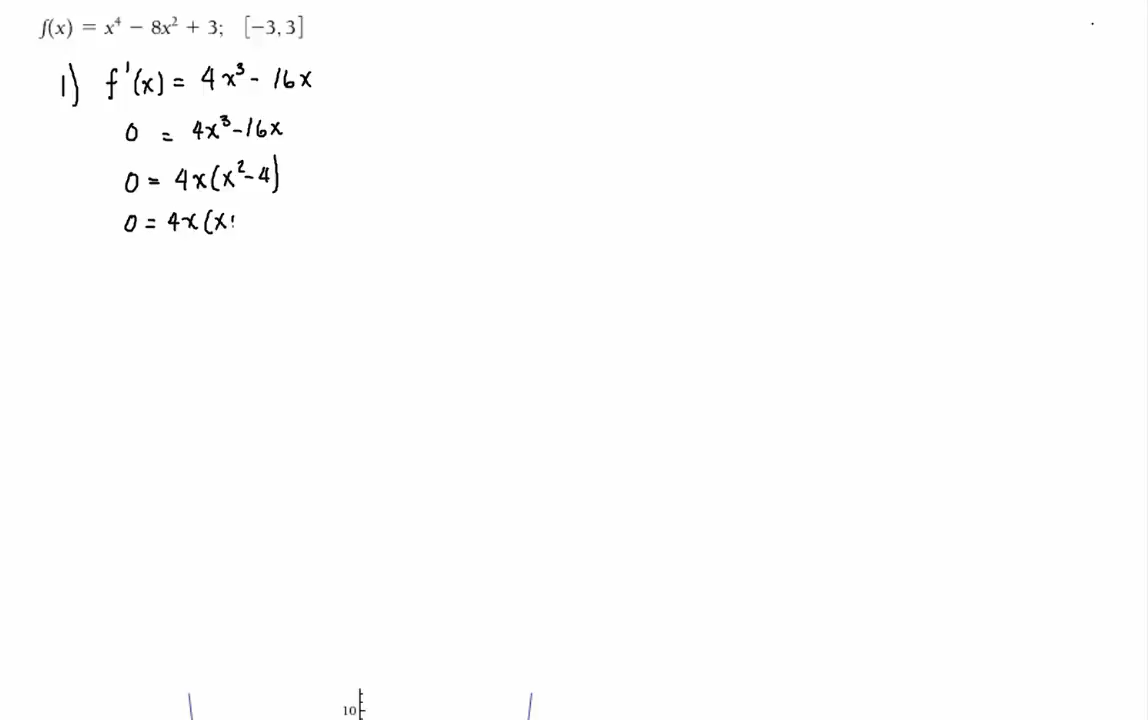 f(x) = x⁴ − 8x² + 3; [−3, 3]
1) f'(x) = 4x³ - 16x
0 = 4x³-16x
0 = 4x(x²-4)
0 = 4x(x
10